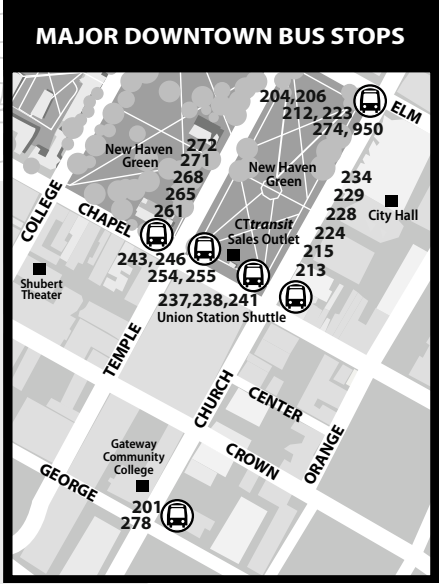 MAJOR DOWNTOWN BUS STOPS
204,206
212, 223
274, 950
ELM
New Haven
Green
272
271
268
265
261
New Haven
Green
234
229
228
224
215
213
City Hall
COLLEGE
CHAPEL
CTtransit
Sales Outlet
243, 246
254, 255
Shubert
Theater
237,238,241
Union Station Shuttle
TEMPLE
CHURCH
CENTER
ORANGE
CROWN
Gateway
Community
College
GEORGE
201
278